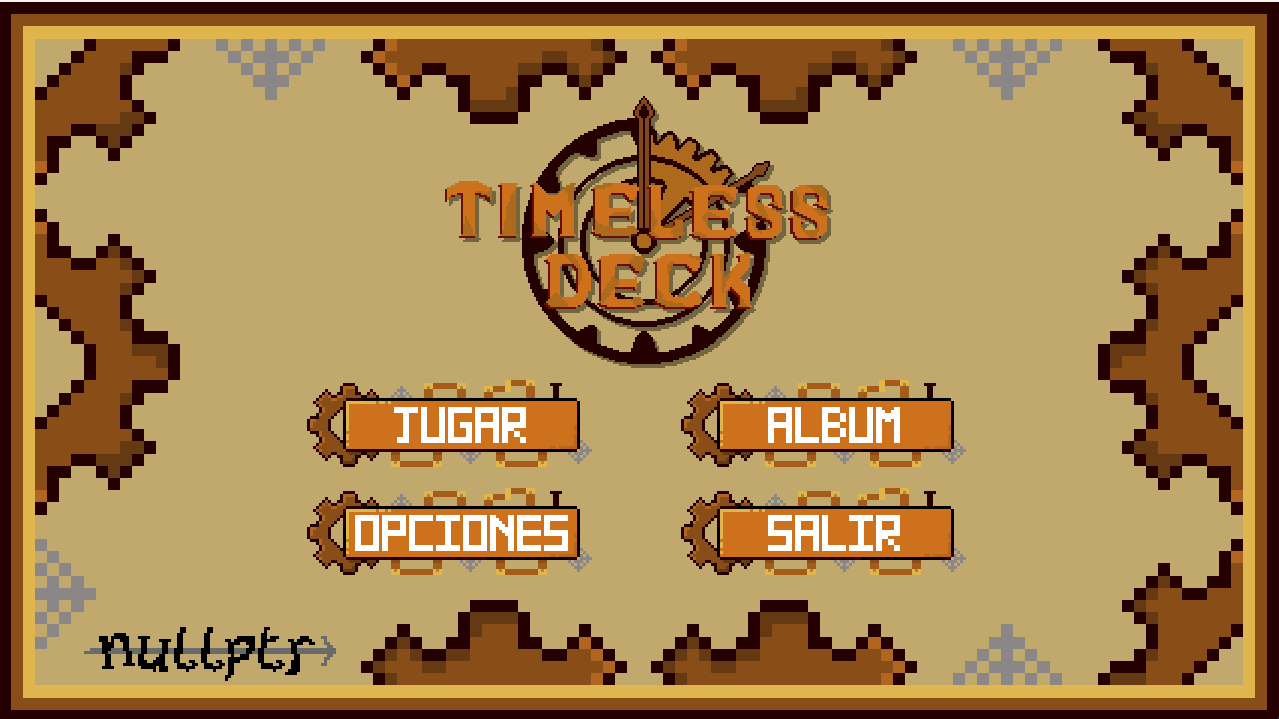 TIMELESS
DECK
JUGAR
ALBUM
OPCIONES
SALIR
nullptr